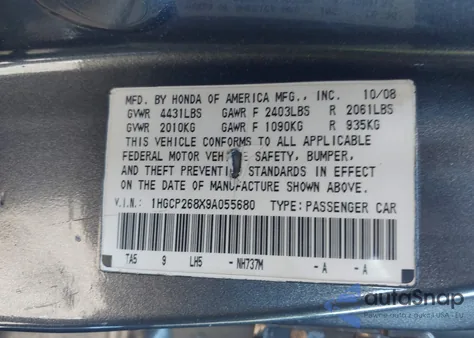 MFD. BY HONDA OF AMERICA MFG., INC. 10/08
GVWR 4431LBS GAWR F 2403LBS R 2061LBS
GVWR 2010KG GAWR F 1090KG R 935KG
THIS VEHICLE CONFORMS TO ALL APPLICABLE
FEDERAL MOTOR VEHICLE SAFETY, BUMPER,
AND THEFT PREVENTION STANDARDS IN EFFECT
ON THE DATE OF MANUFACTURE SHOWN ABOVE.
V.I.N.: 1HGCP268X9A055680 TYPE: PASSENGER CAR
TA5 9 LH5 - NH737M - A - A
autoSnap